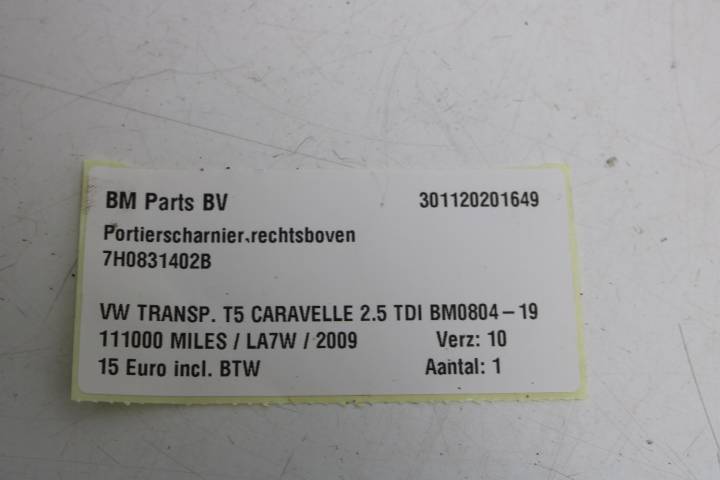 BM Parts BV 301120201649
Portierscharnier,rechtsboven
7H0831402B
VW TRANSP. T5 CARAVELLE 2.5 TDI BM0804-19
111000 MILES / LA7W / 2009 Verz: 10
15 Euro incl. BTW Aantal: 1